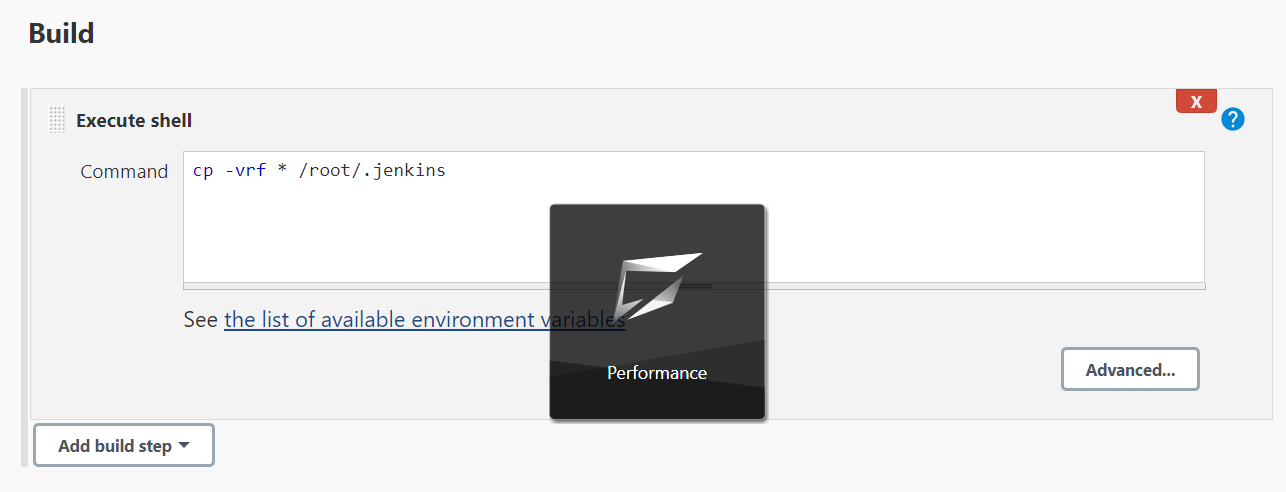 Build
X
Execute shell
?
Command
cp -vrf * /root/.jenkins
See the list of available environment variables
Performance
Advanced...
Add build step